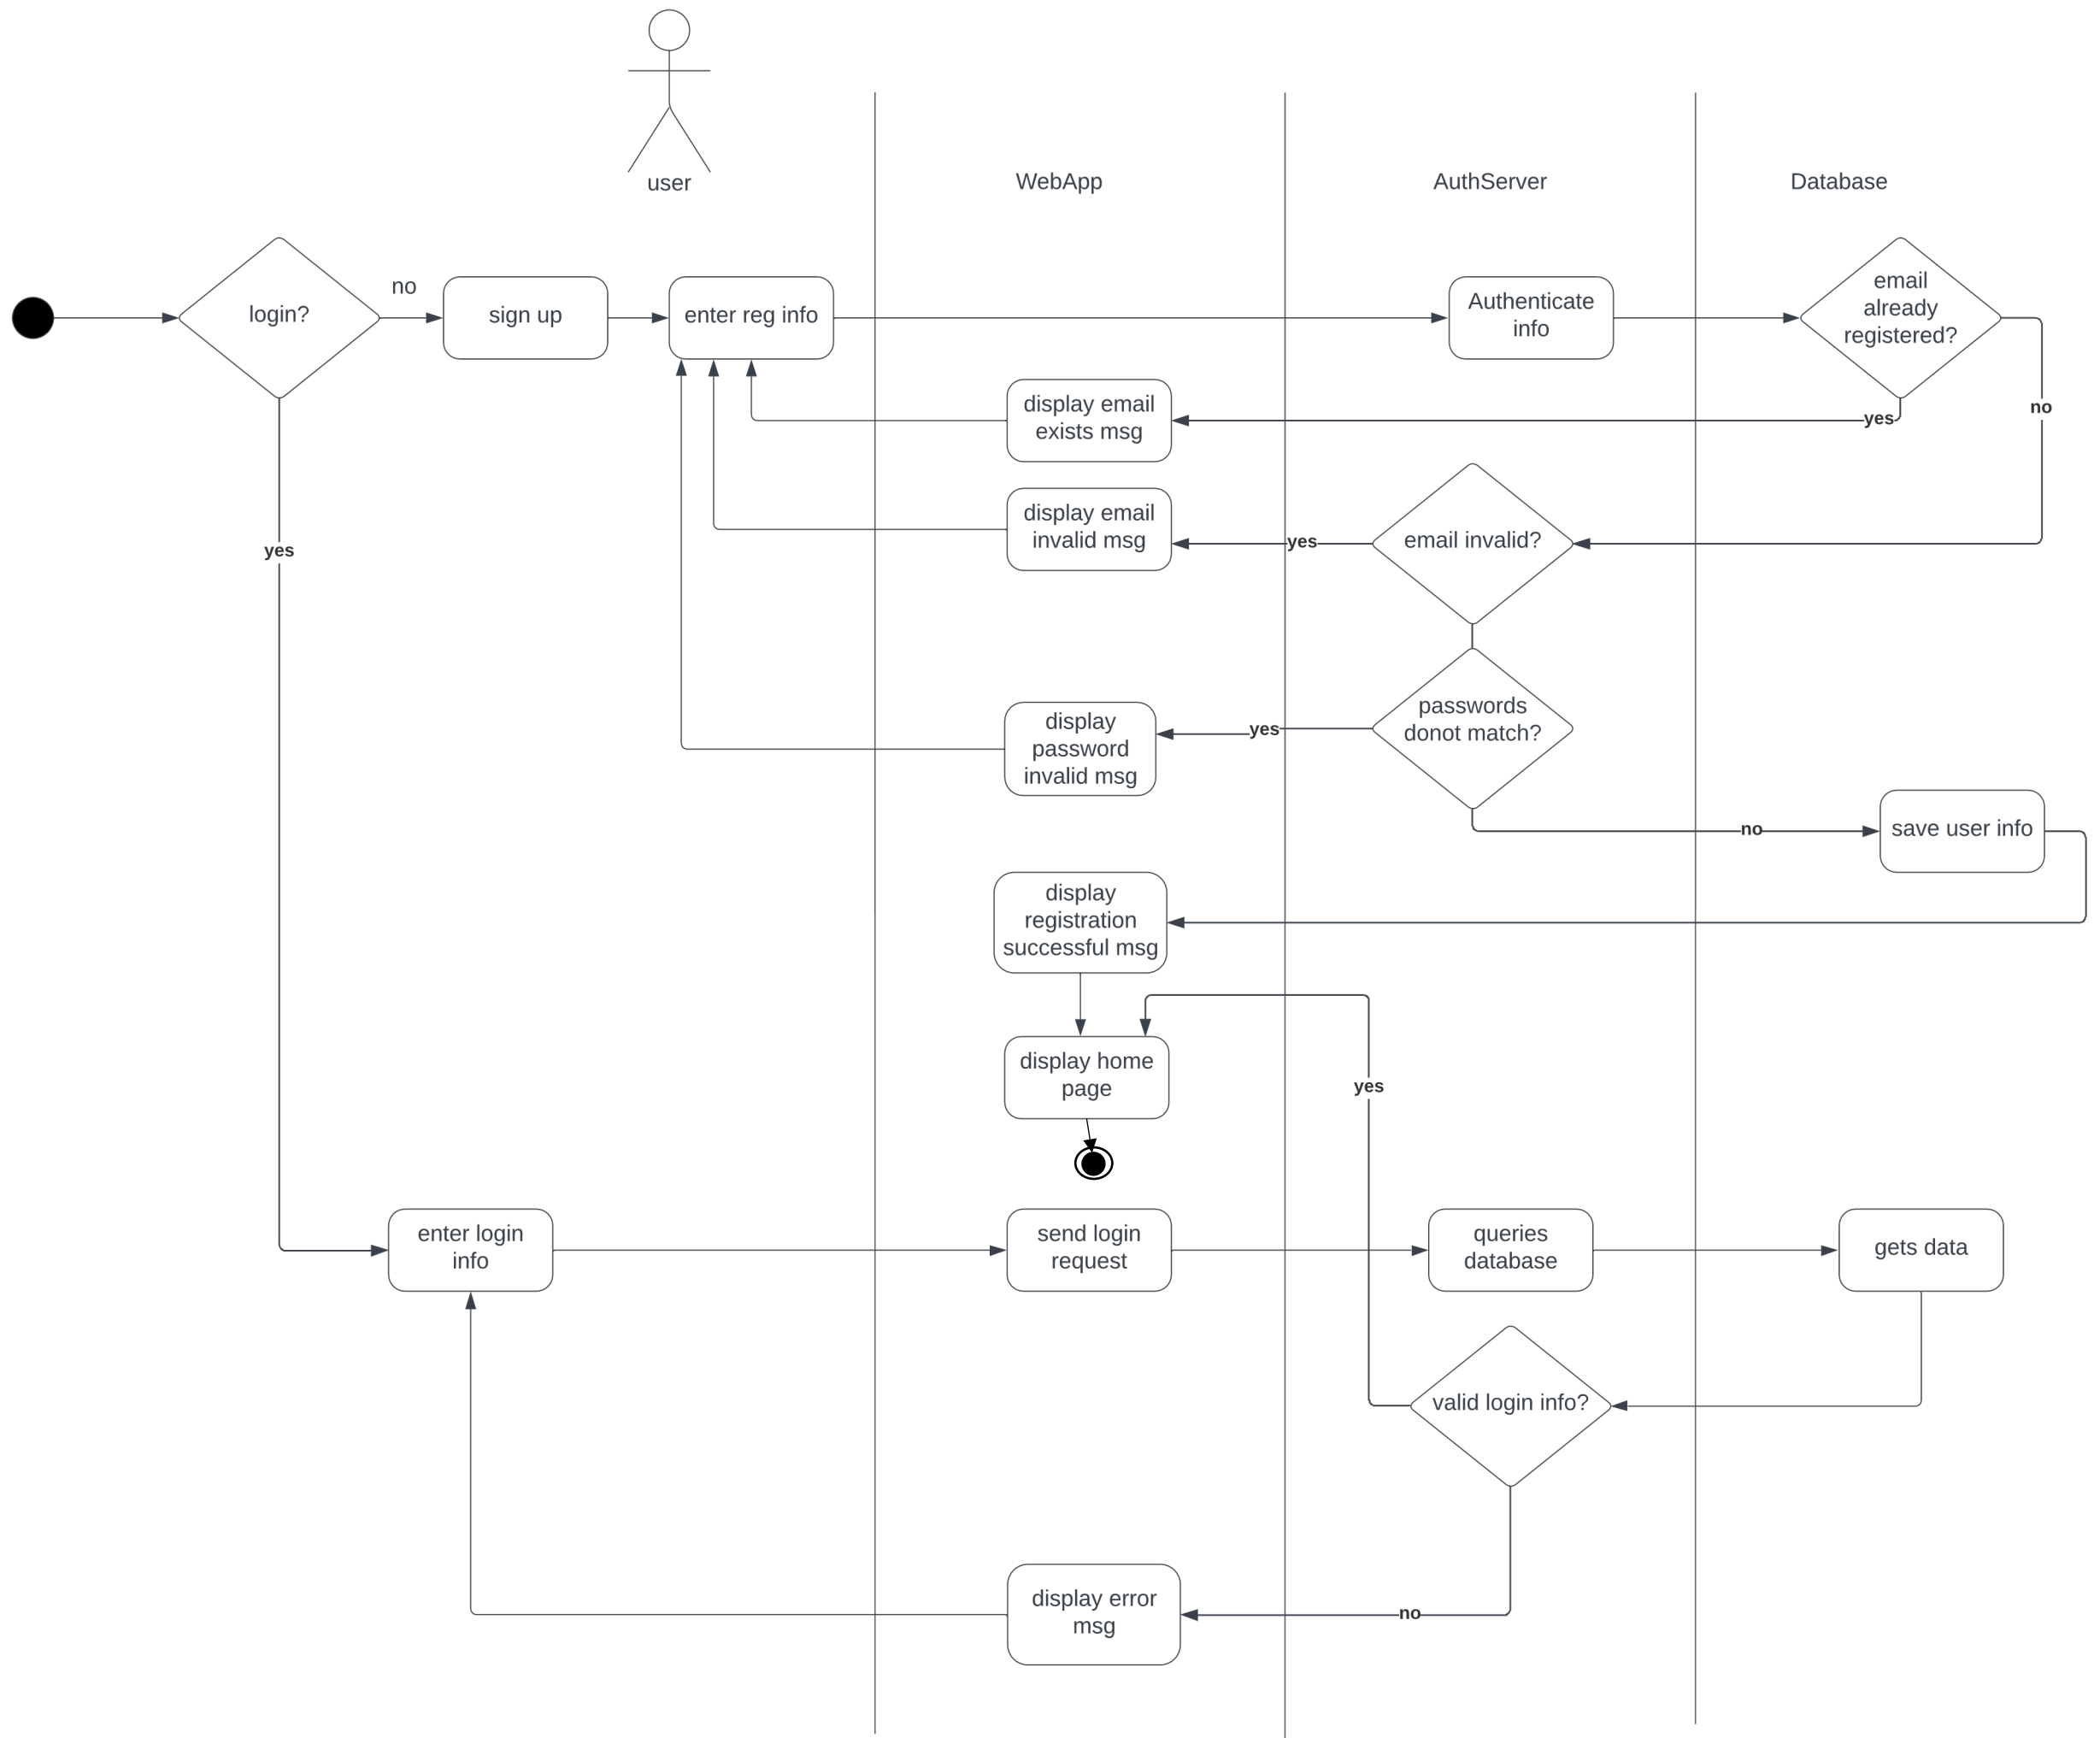 user
WebApp
AuthServer
Database
login?
no
sign up
enter reg info
Authenticate
info
email
already
registered?
display email
exists msg
yes
no
display email
invalid msg
yes
email invalid?
yes
display
password
invalid msg
yes
passwords
donot match?
no
save user info
display
registration
successful msg
display home
page
yes
enter login
info
send login
request
queries
database
gets data
valid login info?
display error
msg
no